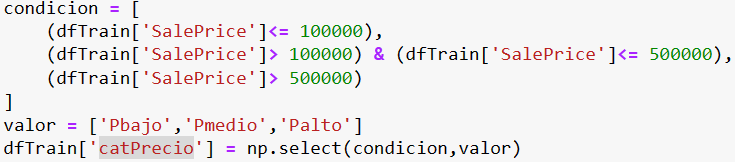 condicion = [
    (dfTrain['SalePrice']<= 100000),
    (dfTrain['SalePrice']> 100000) & (dfTrain['SalePrice']<= 500000),
    (dfTrain['SalePrice']> 500000)
]
valor = ['Pbajo','Pmedio','Palto']
dfTrain['catPrecio'] = np.select(condicion,valor)